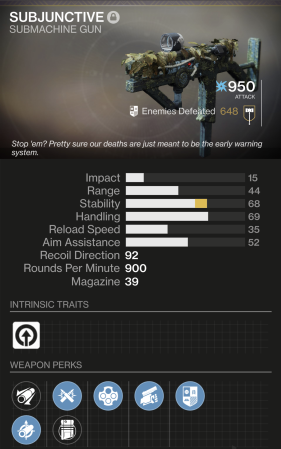 SUBJUNCTIVE
SUBMACHINE GUN
950
ATTACK
Enemies Defeated 648
Stop 'em? Pretty sure our deaths are just meant to be the early warning
system.
Impact 15
Range 44
Stability 68
Handling 69
Reload Speed 35
Aim Assistance 52
Recoil Direction 92
Rounds Per Minute 900
Magazine 39
INTRINSIC TRAITS
WEAPON PERKS